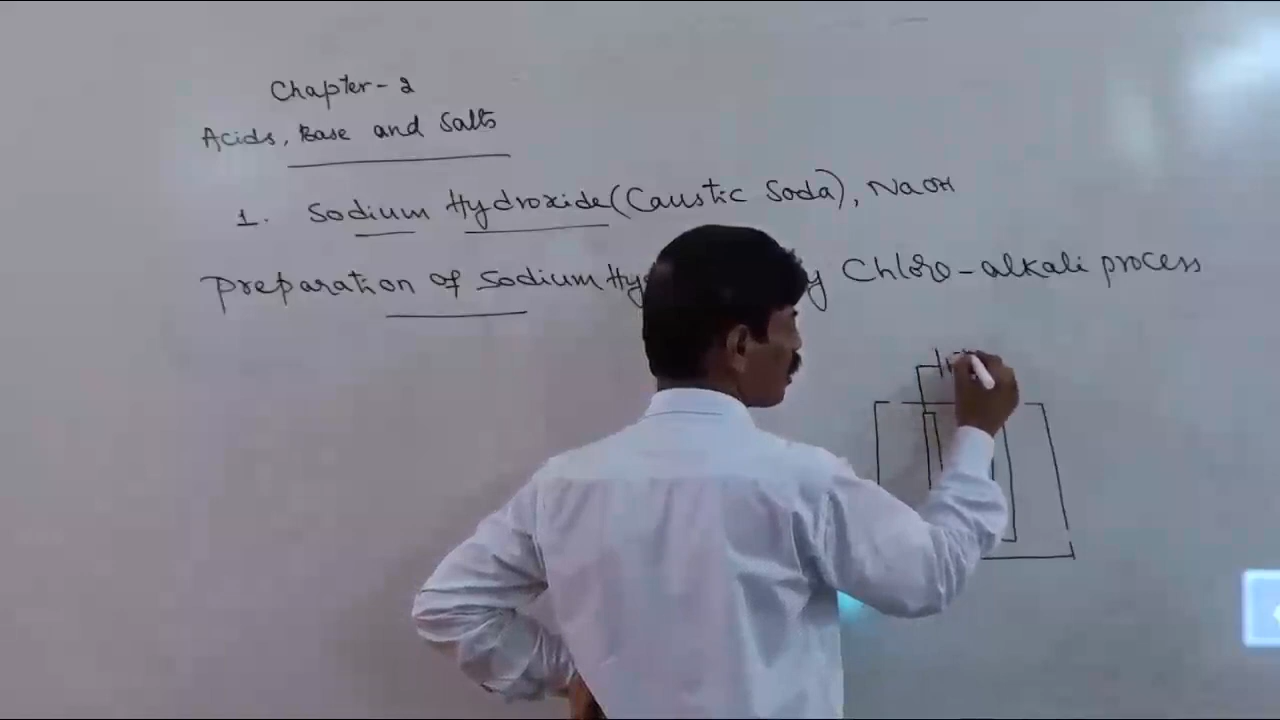 Chapter-2
Acids, Base and Salts
1. Sodium Hydroxide (Caustic Soda), NaOH
Preparation of Sodium Hy y Chloro-alkali process